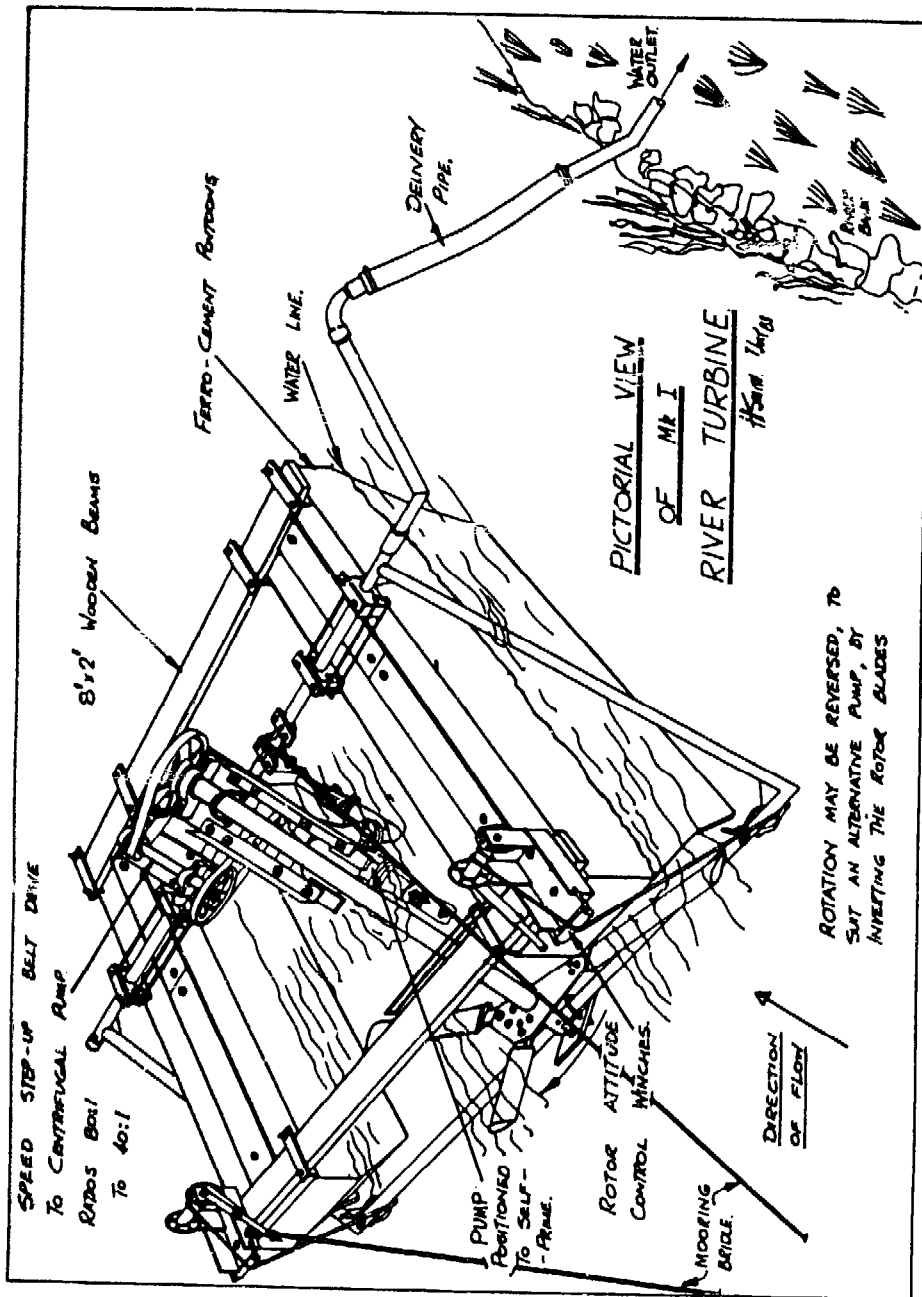 SPEED STEP-UP BELT DRIVE
TO CENTRIFUGAL PUMP
RATIOS 80:1
TO 40:1
8"x2" WOODEN BEAMS
FERRO-CEMENT PONTOONS
WATER LINE.
DELIVERY
PIPE.
WATER
OUTLET.
RIVER
BANK
PUMP
POSITIONED
TO SELF-
-PRIME.
ROTOR ATTITUDE
CONTROL WINCHES.
MOORING
BRIDLE.
DIRECTION
OF FLOW
ROTATION MAY BE REVERSED, TO
SUIT AN ALTERNATIVE PUMP, BY
INVERTING THE ROTOR BLADES
PICTORIAL VIEW
OF Mk I
RIVER TURBINE